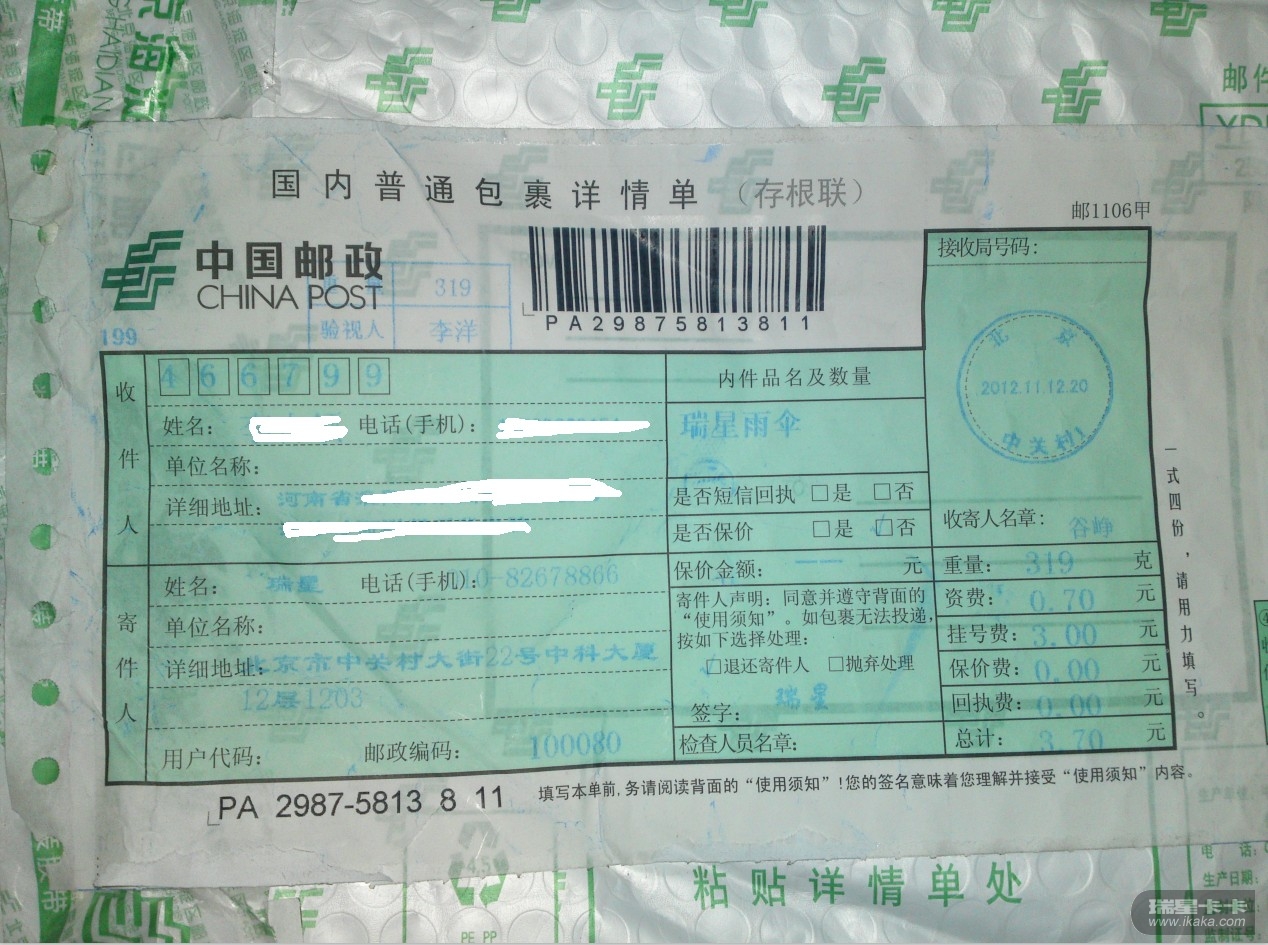 海淀
HAIDIAN
邮件
国内普通包裹详情单（存根联）
邮1106甲
中国邮政
CHINA POST
319
验视人 李洋
199
PA29875813811
接收局号码：
北京
2012.11.12.20
中关村1
收件人
466799
姓名： 电话(手机)：
单位名称：
详细地址： 河南省
内件品名及数量
瑞星雨伞
是否短信回执 □是 □否
是否保价 □是 □否
收寄人名章： 谷峥
寄件人
姓名： 瑞星 电话(手机)：010-82678866
单位名称：
详细地址：北京市中关村大街22号中科大厦
12层1203
用户代码： 邮政编码： 100080
保价金额： 元
寄件人声明：同意并遵守背面的
“使用须知”。如包裹无法投递，
按如下选择处理：
□退还寄件人 □抛弃处理
签字： 瑞星
检查人员名章：
重量： 319 克
资费： 0.70 元
挂号费： 3.00 元
保价费： 0.00 元
回执费： 0.00 元
总计： 3.70 元
一式四份，请用力填写。
PA 2987-5813 8 11
填写本单前,务请阅读背面的“使用须知”!您的签名意味着您理解并接受“使用须知”内容。
粘贴详情单处
PE PP
电 话：
生产日期：
瑞星卡卡
www.ikaka.com